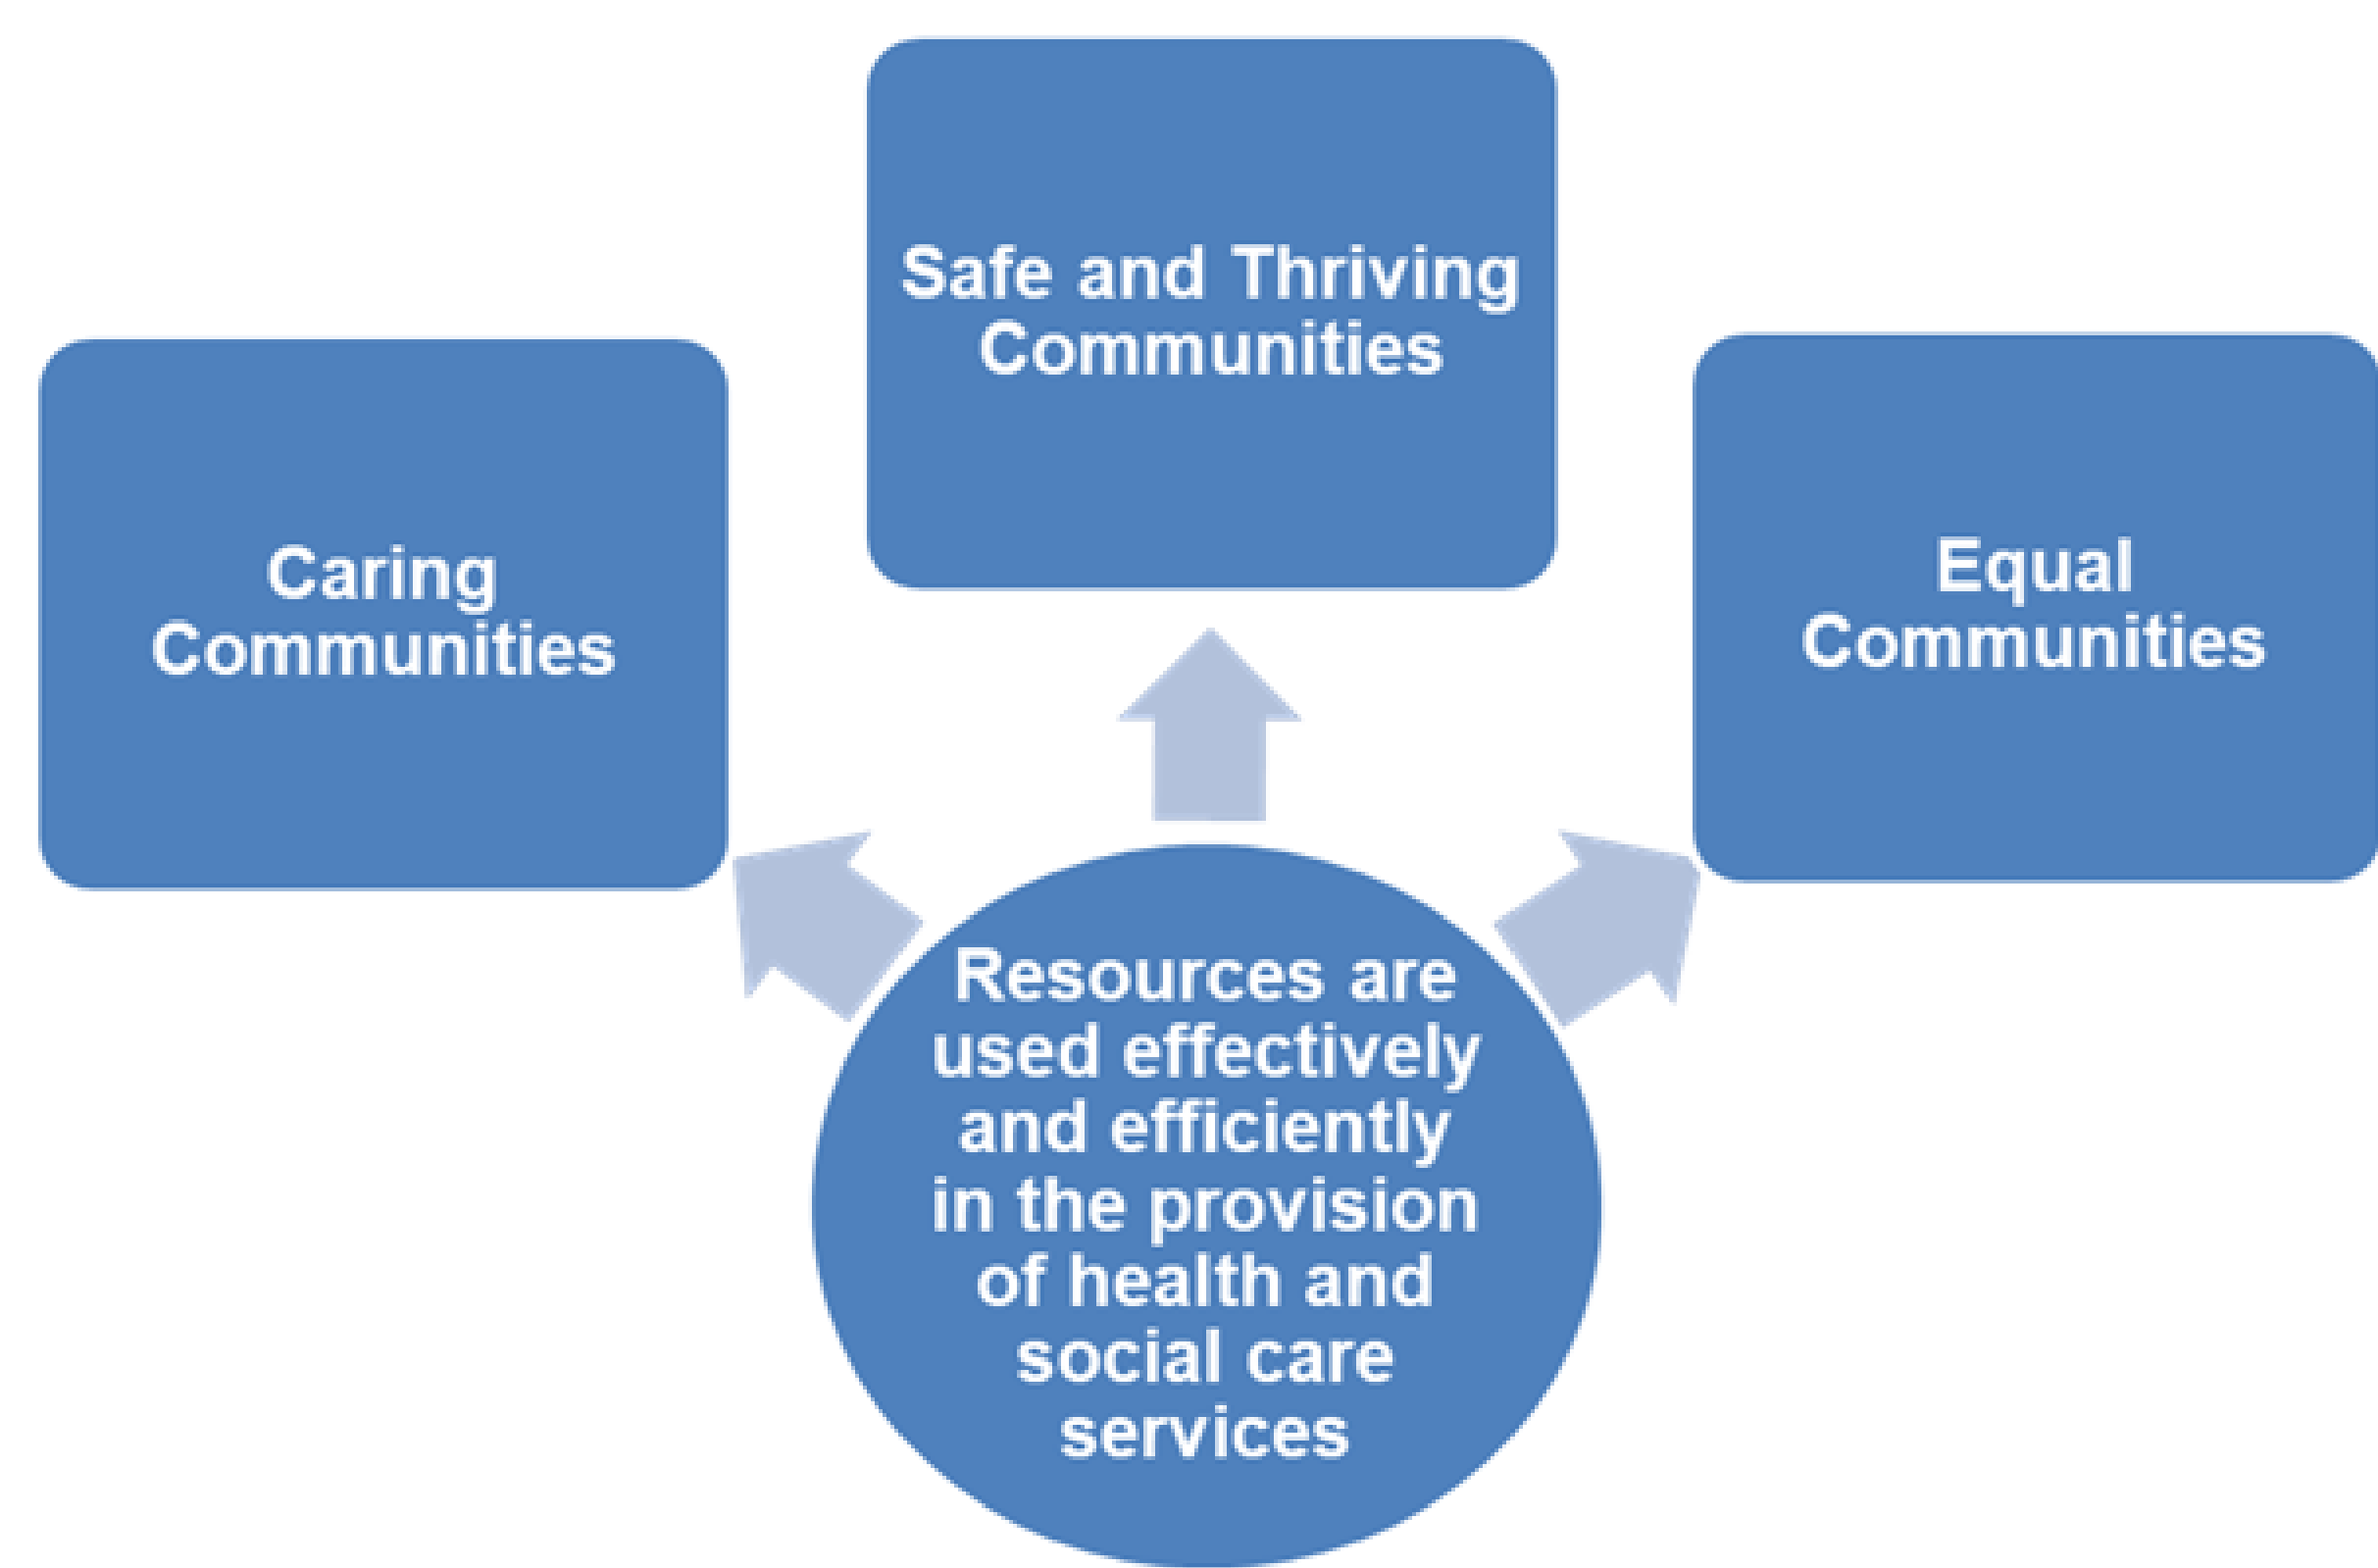 Safe and Thriving
Communities
Caring
Communities
Equal
Communities
Resources are
used effectively
and efficiently
in the provision
of health and
social care
services